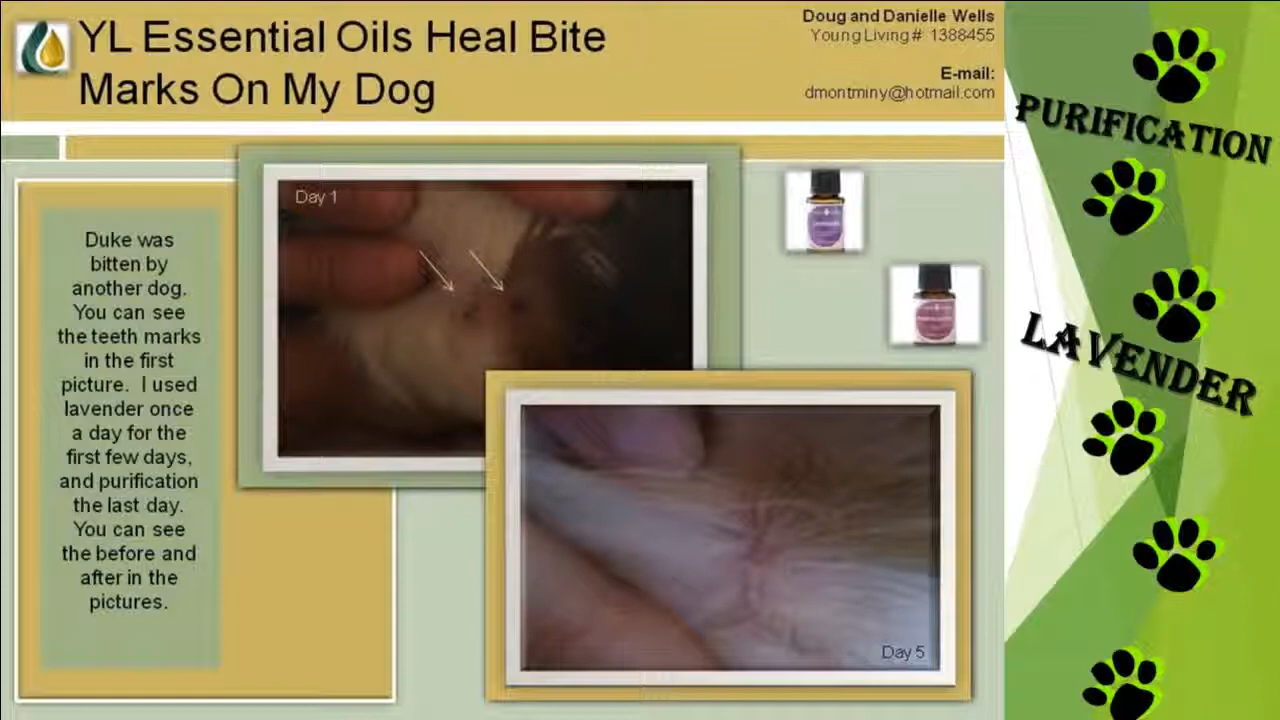 YL Essential Oils Heal Bite
Marks On My Dog
Doug and Danielle Wells
Young Living # 1388455
E-mail:
dmontminy@hotmail.com
Day 1
Duke was
bitten by
another dog.
You can see
the teeth marks
in the first
picture. I used
lavender once
a day for the
first few days,
and purification
the last day.
You can see
the before and
after in the
pictures.
Day 5
PURIFICATION
LAVENDER